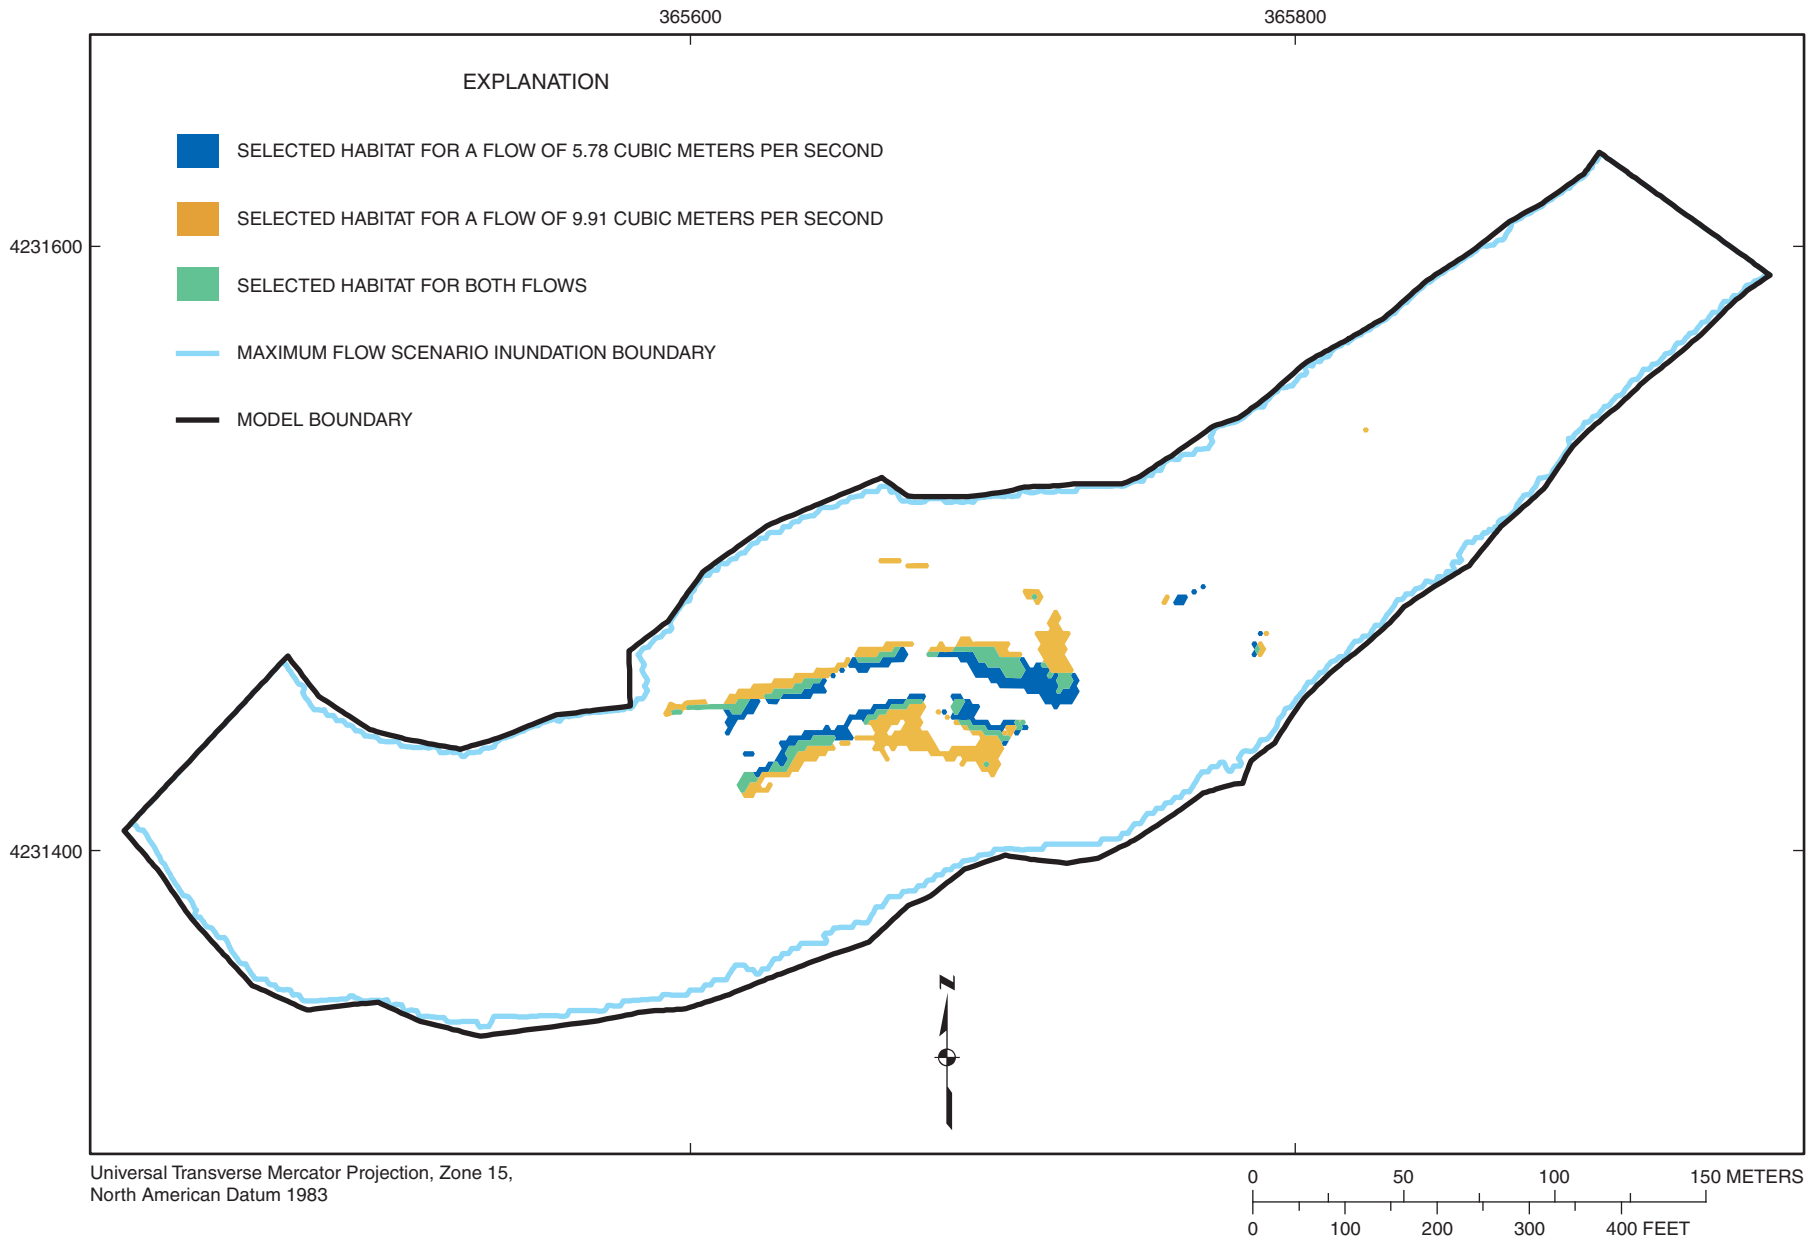 365600
365800
EXPLANATION
SELECTED HABITAT FOR A FLOW OF 5.78 CUBIC METERS PER SECOND
SELECTED HABITAT FOR A FLOW OF 9.91 CUBIC METERS PER SECOND
4231600
SELECTED HABITAT FOR BOTH FLOWS
MAXIMUM FLOW SCENARIO INUNDATION BOUNDARY
MODEL BOUNDARY
4231400
N
Universal Transverse Mercator Projection, Zone 15,
North American Datum 1983
0 50 100 150 METERS
0 100 200 300 400 FEET